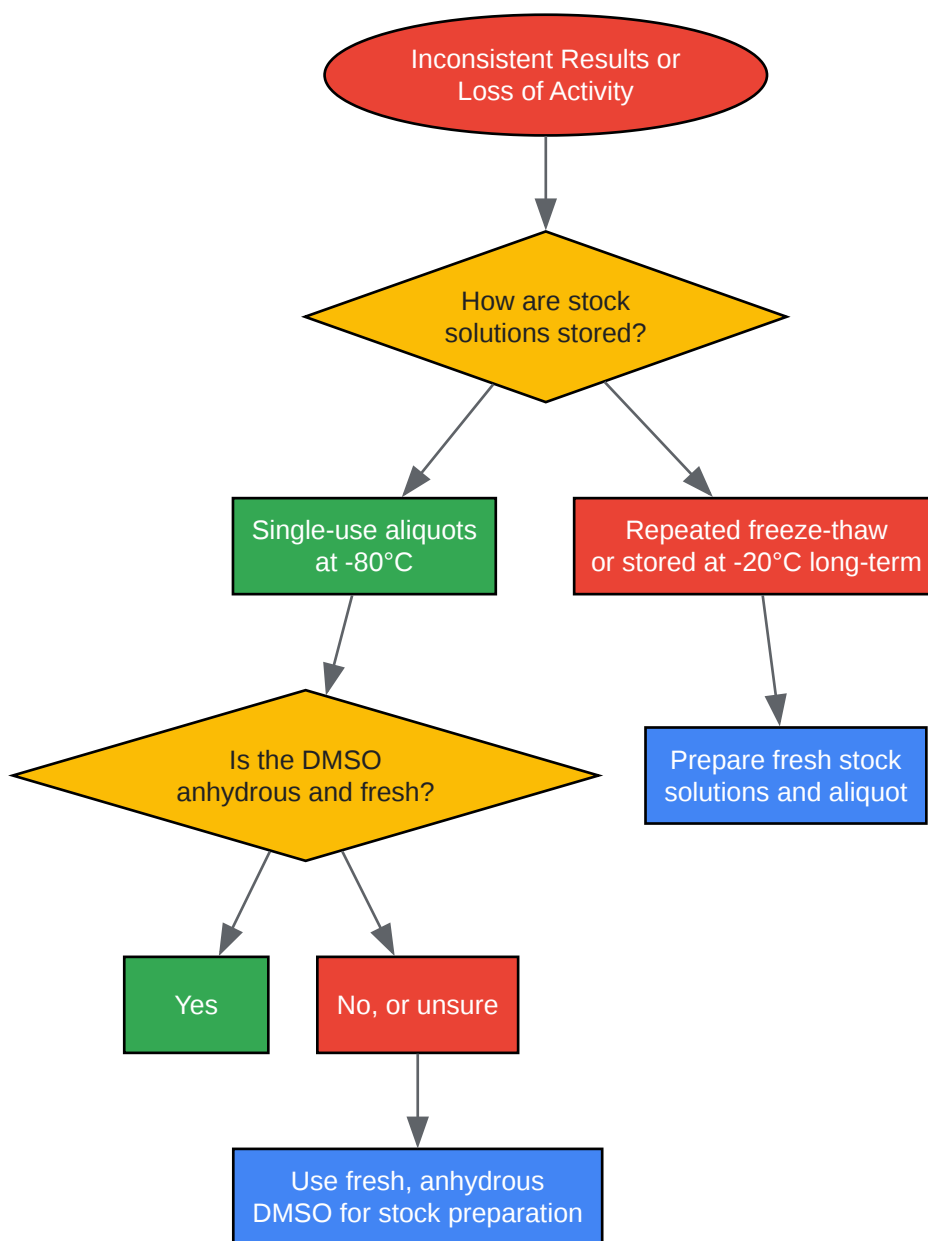 Inconsistent Results or
Loss of Activity
How are stock
solutions stored?
Single-use aliquots
at -80°C
Repeated freeze-thaw
or stored at -20°C long-term
Is the DMSO
anhydrous and fresh?
Prepare fresh stock
solutions and aliquot
Yes
No, or unsure
Use fresh, anhydrous
DMSO for stock preparation